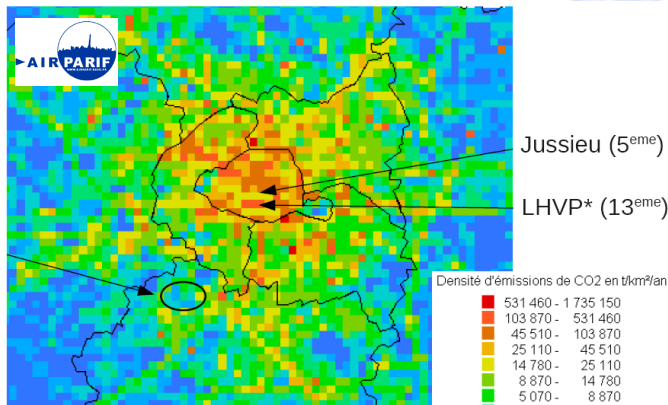 AIRPARIF
Jussieu (5eme)
LHVP* (13eme)
Densité d'émissions de CO2 en t/km²/an
531 460 - 1 735 150
103 870 - 531 460
45 510 - 103 870
25 110 - 45 510
14 780 - 25 110
8 870 - 14 780
5 070 - 8 870